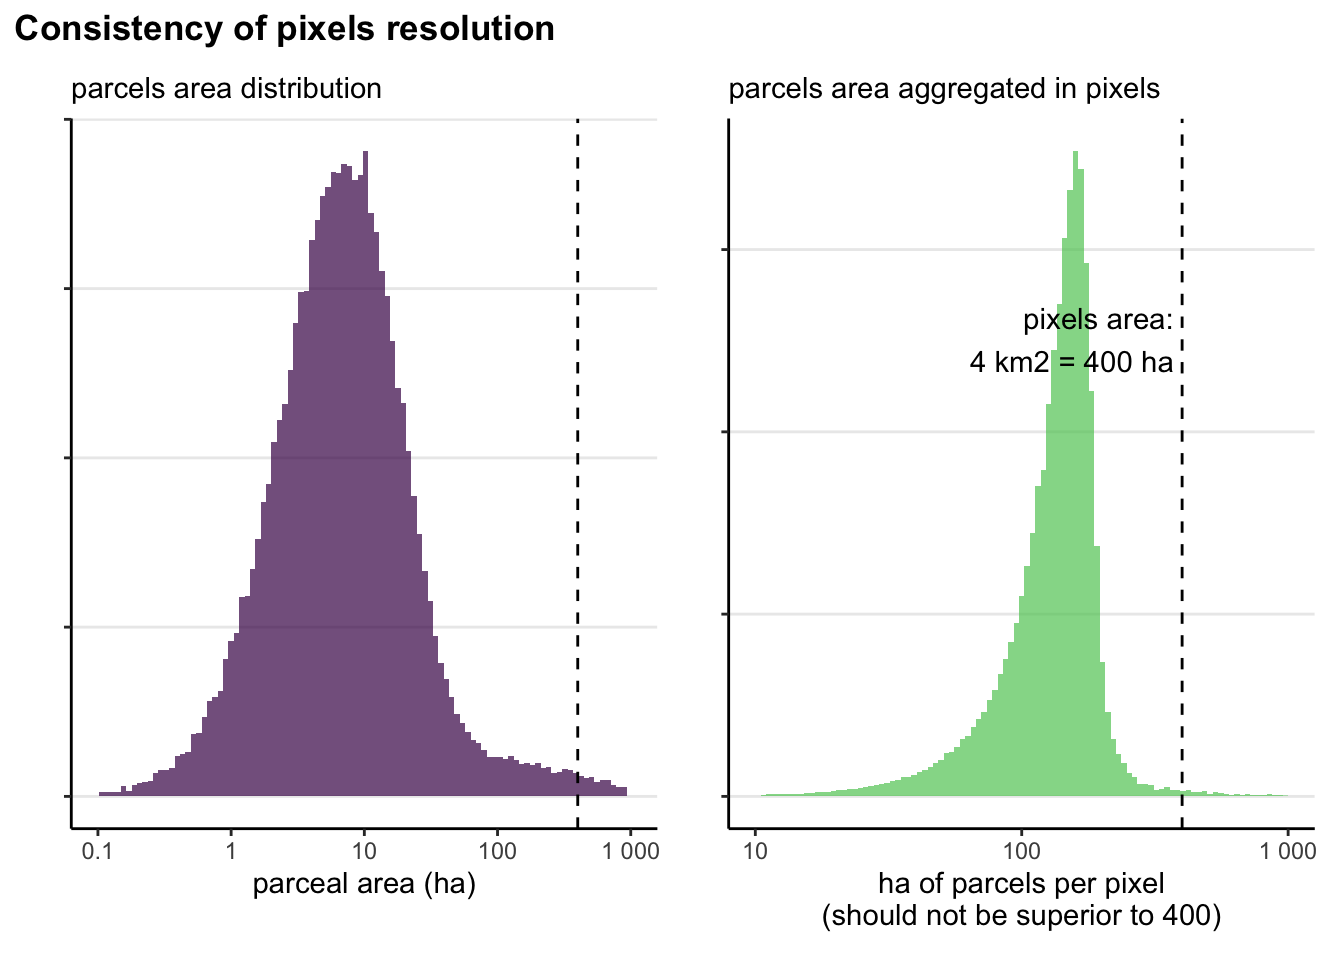 Consistency of pixels resolution
parcels area distribution
0.1
1
10
100
1 000
parceal area (ha)
parcels area aggregated in pixels
pixels area:
4 km2 = 400 ha
10
100
1 000
ha of parcels per pixel
(should not be superior to 400)